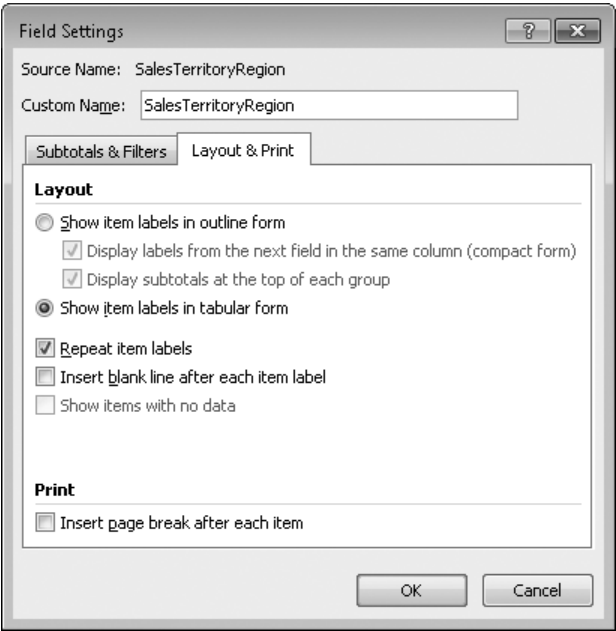 Field Settings
Source Name: SalesTerritoryRegion
Custom Name: SalesTerritoryRegion
Subtotals & Filters Layout & Print
Layout
Show item labels in outline form
Display labels from the next field in the same column (compact form)
Display subtotals at the top of each group
Show item labels in tabular form
Repeat item labels
Insert blank line after each item label
Show items with no data
Print
Insert page break after each item
OK Cancel